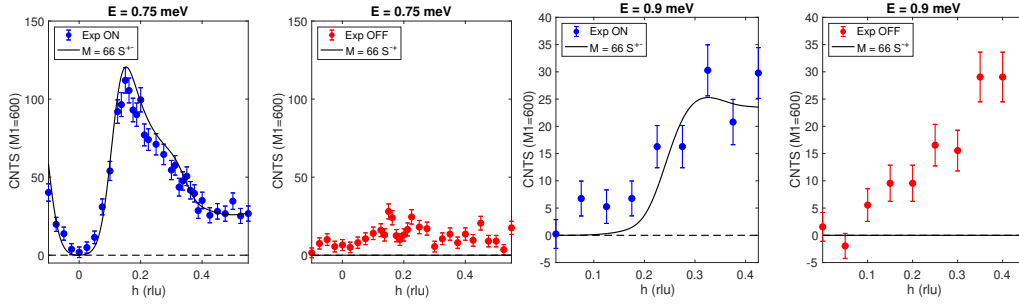 E = 0.75 meV
150
100
50
0
CNTS (M1=600)
Exp ON
M = 66 S⁺⁻
0
0.2
0.4
h (rlu)
E = 0.75 meV
150
100
50
0
CNTS (M1=600)
Exp OFF
M = 66 S⁻⁺
0
0.2
0.4
h (rlu)
E = 0.9 meV
40
35
30
25
20
15
10
5
0
-5
CNTS (M1=600)
Exp ON
M = 66 S⁺⁻
0.1
0.2
0.3
0.4
h (rlu)
E = 0.9 meV
40
35
30
25
20
15
10
5
0
-5
CNTS (M1=600)
Exp OFF
M = 66 S⁻⁺
0.1
0.2
0.3
0.4
h (rlu)